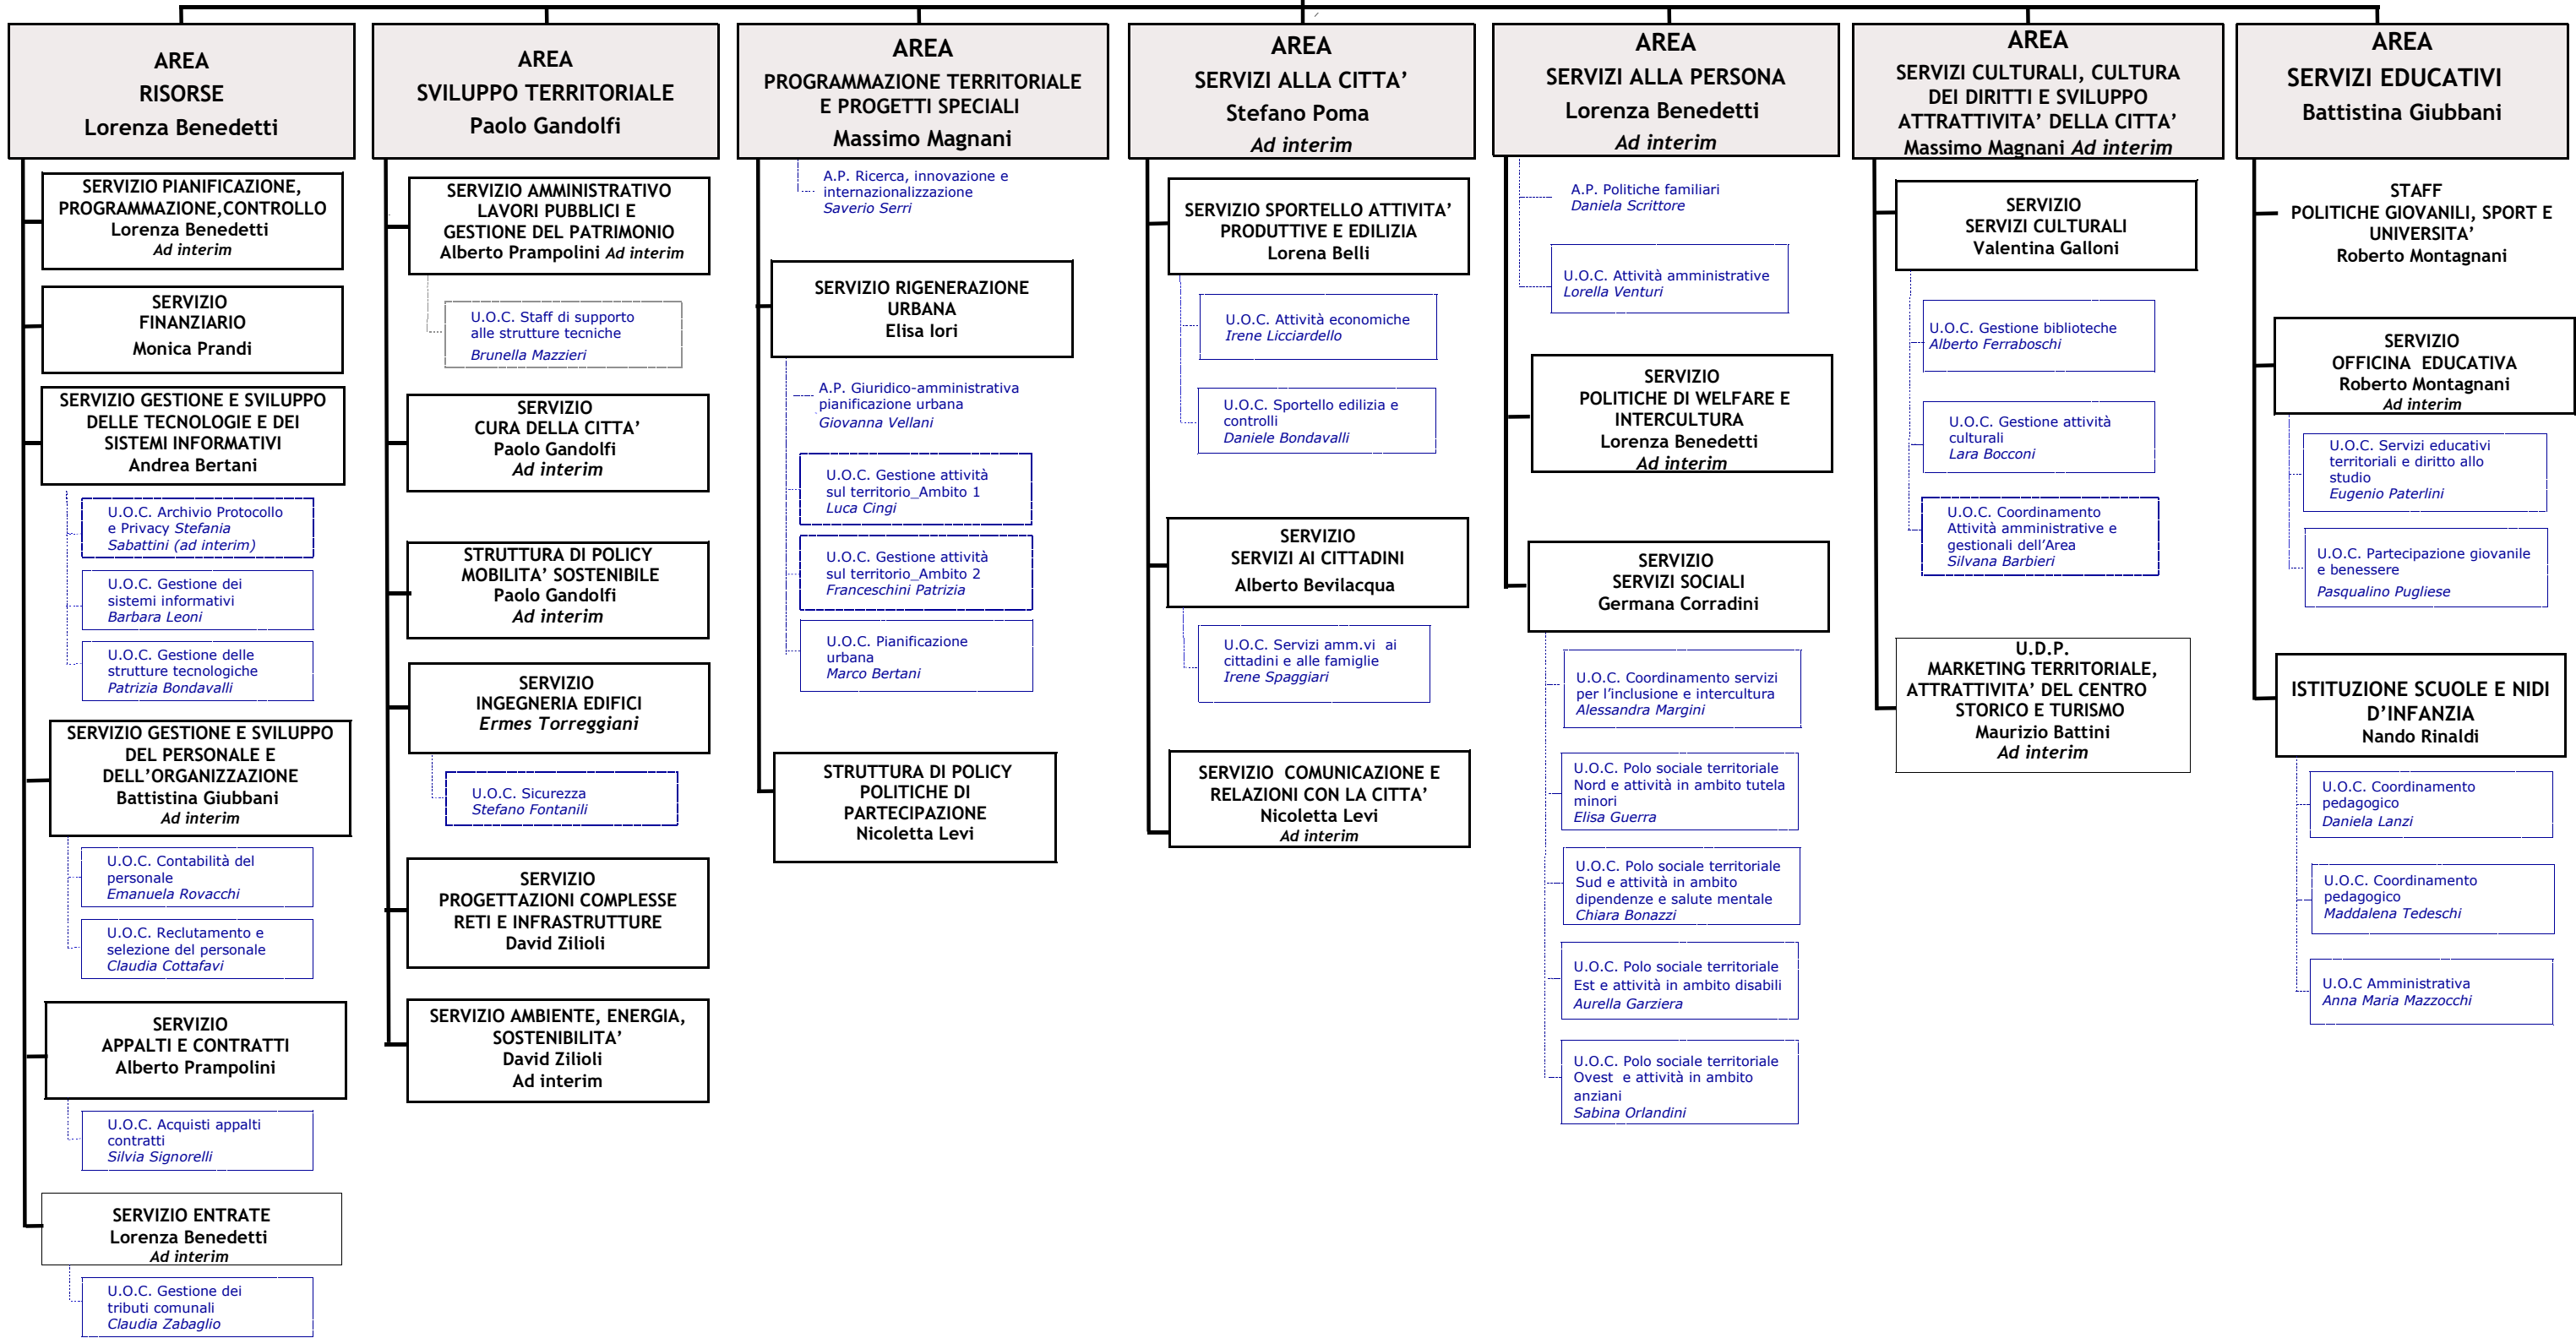 AREA
RISORSE
Lorenza Benedetti
SERVIZIO PIANIFICAZIONE,
PROGRAMMAZIONE,CONTROLLO
Lorenza Benedetti
Ad interim
SERVIZIO
FINANZIARIO
Monica Prandi
SERVIZIO GESTIONE E SVILUPPO
DELLE TECNOLOGIE E DEI
SISTEMI INFORMATIVI
Andrea Bertani
U.O.C. Archivio Protocollo
e Privacy Stefania
Sabattini (ad interim)
U.O.C. Gestione dei
sistemi informativi
Barbara Leoni
U.O.C. Gestione delle
strutture tecnologiche
Patrizia Bondavalli
SERVIZIO GESTIONE E SVILUPPO
DEL PERSONALE E
DELL’ORGANIZZAZIONE
Battistina Giubbani
Ad interim
U.O.C. Contabilità del
personale
Emanuela Rovacchi
U.O.C. Reclutamento e
selezione del personale
Claudia Cottafavi
SERVIZIO
APPALTI E CONTRATTI
Alberto Prampolini
U.O.C. Acquisti appalti
contratti
Silvia Signorelli
SERVIZIO ENTRATE
Lorenza Benedetti
Ad interim
U.O.C. Gestione dei
tributi comunali
Claudia Zabaglio
AREA
SVILUPPO TERRITORIALE
Paolo Gandolfi
SERVIZIO AMMINISTRATIVO
LAVORI PUBBLICI E
GESTIONE DEL PATRIMONIO
Alberto Prampolini Ad interim
U.O.C. Staff di supporto
alle strutture tecniche
Brunella Mazzieri
SERVIZIO
CURA DELLA CITTA’
Paolo Gandolfi
Ad interim
STRUTTURA DI POLICY
MOBILITA’ SOSTENIBILE
Paolo Gandolfi
Ad interim
SERVIZIO
INGEGNERIA EDIFICI
Ermes Torreggiani
U.O.C. Sicurezza
Stefano Fontanili
SERVIZIO
PROGETTAZIONI COMPLESSE
RETI E INFRASTRUTTURE
David Zilioli
SERVIZIO AMBIENTE, ENERGIA,
SOSTENIBILITA’
David Zilioli
Ad interim
AREA
PROGRAMMAZIONE TERRITORIALE
E PROGETI SPECIALI
Massimo Magnani
A.P. Ricerca, innovazione e
internazionalizzazione
Saverio Serri
SERVIZIO RIGENERAZIONE
URBANA
Elisa Iori
A.P. Giuridico-amministrativa
pianificazione urbana
Giovanna Vellani
U.O.C. Gestione attività
sul territorio_Ambito 1
Luca Cingi
U.O.C. Gestione attività
sul territorio_Ambito 2
Franceschini Patrizia
U.O.C. Pianificazione
urbana
Marco Bertani
STRUTTURA DI POLICY
POLITICHE DI
PARTECIPAZIONE
Nicoletta Levi
AREA
SERVIZI ALLA CITTA’
Stefano Poma
Ad interim
SERVIZIO SPORTELLO ATTIVITA’
PRODUTTIVE E EDILIZIA
Lorena Belli
U.O.C. Attività economiche
Irene Licciardello
U.O.C. Sportello edilizia e
controlli
Daniele Bondavalli
SERVIZIO
SERVIZI AI CITTADINI
Alberto Bevilacqua
U.O.C. Servizi amm.vi ai
cittadini e alle famiglie
Irene Spaggiari
SERVIZIO COMUNICAZIONE E
RELAZIONI CON LA CITTA’
Nicoletta Levi
Ad interim
AREA
SERVIZI ALLA PERSONA
Lorenza Benedetti
Ad interim
A.P. Politiche familiari
Daniela Scrittore
U.O.C. Attività amministrative
Lorella Venturi
SERVIZIO
POLITICHE DI WELFARE E
INTERCULTURA
Lorenza Benedetti
Ad interim
SERVIZIO
SERVIZI SOCIALI
Germana Corradini
U.O.C. Coordinamento servizi
per l’inclusione e intercultura
Alessandra Margini
U.O.C. Polo sociale territoriale
Nord e attività in ambito tutela
minori
Elisa Guerra
U.O.C. Polo sociale territoriale
Sud e attività in ambito
dipendenze e salute mentale
Chiara Bonazzi
U.O.C. Polo sociale territoriale
Est e attività in ambito disabili
Aurella Garziera
U.O.C. Polo sociale territoriale
Ovest e attività in ambito
anziani
Sabina Orlandini
AREA
SERVIZI CULTURALI, CULTURA
DEI DIRITTI E SVILUPPO
ATTRATTIVITA’ DELLA CITTA’
Massimo Magnani Ad interim
SERVIZIO
SERVIZI CULTURALI
Valentina Galloni
U.O.C. Gestione biblioteche
Alberto Ferraboschi
U.O.C. Gestione attività
culturali
Lara Bocconi
U.O.C. Coordinamento
Attività amministrative e
gestionali dell’Area
Silvana Barbieri
U.D.P.
MARKETING TERRITORIALE,
ATTRATTIVITA’ DEL CENTRO
STORICO E TURISMO
Maurizio Battini
Ad interim
AREA
SERVIZI EDUCATIVI
Battistina Giubbani
STAFF
POLITICHE GIOVANILI, SPORT E
UNIVERSITA’
Roberto Montagnani
SERVIZIO
OFFICINA EDUCATIVA
Roberto Montagnani
Ad interim
U.O.C. Servizi educativi
territoriali e diritto allo
studio
Eugenio Paterlini
U.O.C. Partecipazione giovanile
e benessere
Pasqualino Pugliese
ISTITUZIONE SCUOLE E NIDI
D’INFANZIA
Nando Rinaldi
U.O.C. Coordinamento
pedagogico
Daniela Lanzi
U.O.C. Coordinamento
pedagogico
Maddalena Tedeschi
U.O.C Amministrativa
Anna Maria Mazzocchi